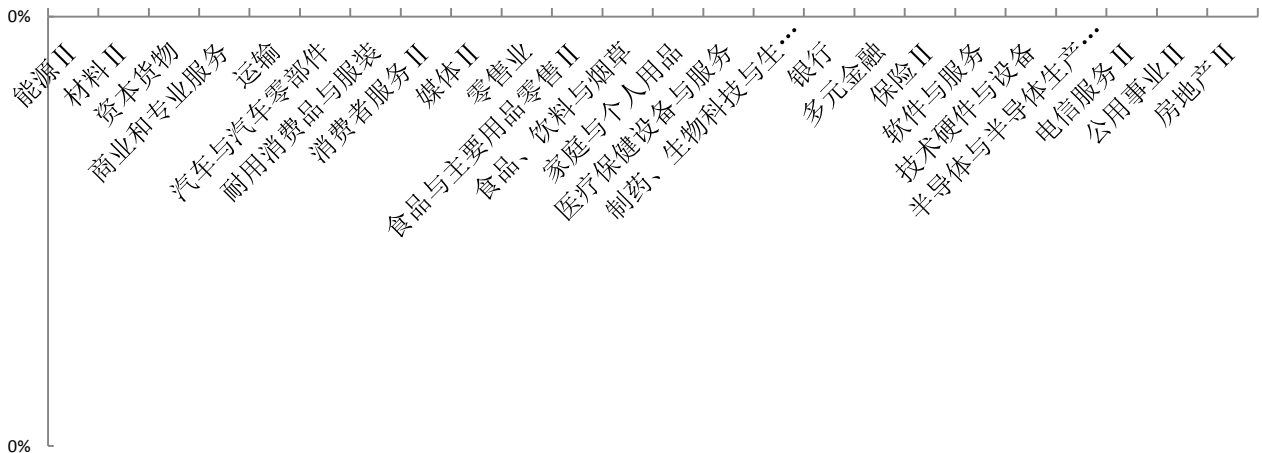 0%
能源Ⅱ
材料Ⅱ
资本货物
商业和专业服务
运输
汽车与汽车零部件
耐用消费品与服装
消费者服务Ⅱ
媒体Ⅱ
零售业
食品与主要用品零售Ⅱ
食品、饮料与烟草
家庭与个人用品
医疗保健设备与服务
制药、生物科技与生…
银行
多元金融
保险Ⅱ
软件与服务
技术硬件与设备
半导体与半导体生产…
电信服务Ⅱ
公用事业Ⅱ
房地产Ⅱ
0%